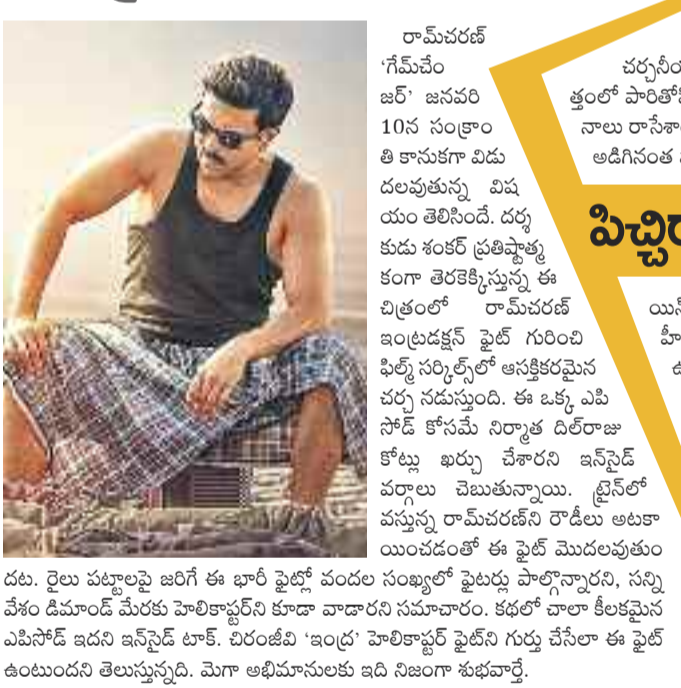 రామ్‌చరణ్
‘గేమ్‌చేం
జర్’ జనవరి
10న సంక్రాం
తి కానుకగా విడు
దలవుతున్న విష
యం తెలిసిందే. దర్శ
కుడు శంకర్ ప్రతిష్టాత్మ
కంగా తెరకెక్కిస్తున్న ఈ
చిత్రంలో రామ్‌చరణ్
ఇంట్రడక్షన్ ఫైట్ గురించి
ఫిల్మ్ సర్కిల్స్‌లో ఆసక్తికరమైన
చర్చ నడుస్తుంది. ఈ ఒక్క ఎపి
సోడ్ కోసమే నిర్మాత దిల్‌రాజు
కోట్లు ఖర్చు చేశారని ఇన్‌సైడ్
వర్గాలు చెబుతున్నాయి. ట్రైన్‌లో
వస్తున్న రామ్‌చరణ్‌ని రౌడీలు అటకా
యించడంతో ఈ ఫైట్ మొదలవుతుం
దట. రైలు పట్టాలపై జరిగే ఈ భారీ ఫైట్లో వందల సంఖ్యలో ఫైటర్లు పాల్గొన్నారని, సన్ని
వేశం డిమాండ్ మేరకు హెలికాప్టర్‌ని కూడా వాడారని సమాచారం. కథలో చాలా కీలకమైన
ఎపిసోడ్ ఇదని ఇన్‌సైడ్ టాక్. చిరంజీవి ‘ఇంద్ర’ హెలికాప్టర్ ఫైట్‌ని గుర్తు చేసేలా ఈ ఫైట్
ఉంటుందని తెలుస్తున్నది. మెగా అభిమానులకు ఇది నిజంగా శుభవార్తే.
చర్చనీయ
త్తంలో పారితో
నాలు రాసేశా
అడిగినంత
పిచ్చి
యిన్
హీ